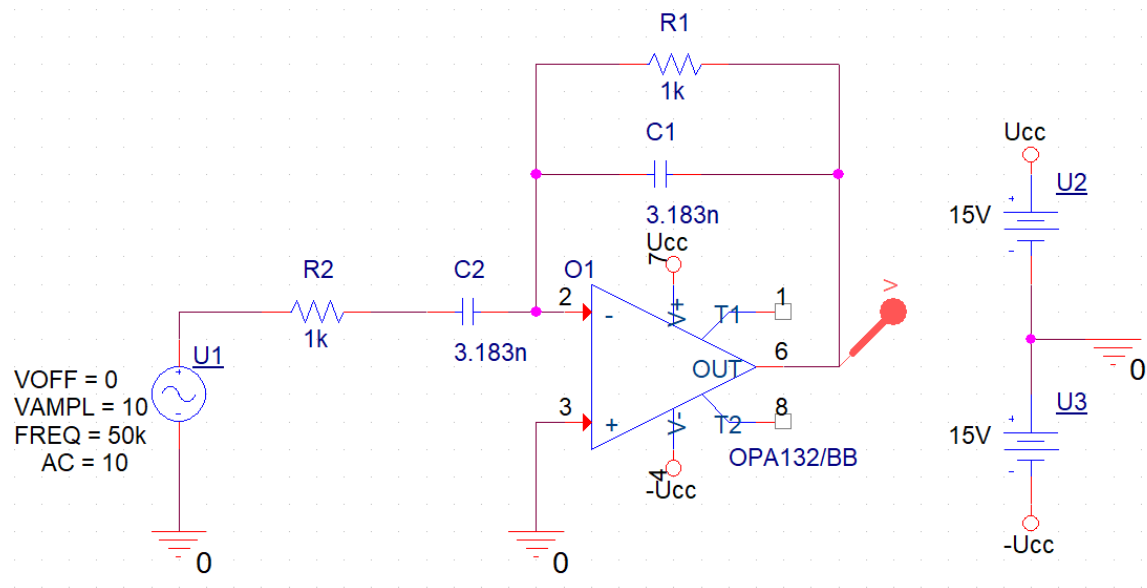 R1
1k
C1
3.183n
Ucc
7
R2
1k
C2
3.183n
O1
2
-
3
+
V+
V-
T1
1
OUT
6
T2
8
OPA132/BB
4
-Ucc
U1
+
-
VOFF = 0
VAMPL = 10
FREQ = 50k
AC = 10
0
0
V
Ucc
U2
+
15V
-
0
U3
+
15V
-
-Ucc